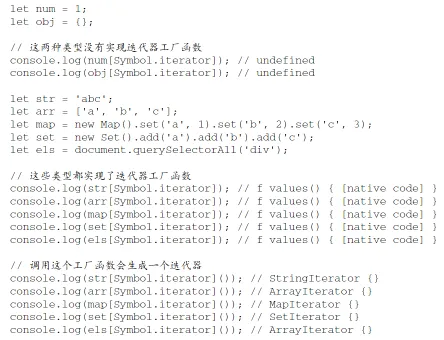 let num = 1;
let obj = {};
// 这两种类型没有实现迭代器工厂函数
console.log(num[Symbol.iterator]); // undefined
console.log(obj[Symbol.iterator]); // undefined
let str = 'abc';
let arr = ['a', 'b', 'c'];
let map = new Map().set('a', 1).set('b', 2).set('c', 3);
let set = new Set().add('a').add('b').add('c');
let els = document.querySelectorAll('div');
// 这些类型都实现了迭代器工厂函数
console.log(str[Symbol.iterator]); // f values() { [native code] }
console.log(arr[Symbol.iterator]); // f values() { [native code] }
console.log(map[Symbol.iterator]); // f values() { [native code] }
console.log(set[Symbol.iterator]); // f values() { [native code] }
console.log(els[Symbol.iterator]); // f values() { [native code] }
// 调用这个工厂函数会生成一个迭代器
console.log(str[Symbol.iterator]()); // StringIterator {}
console.log(arr[Symbol.iterator]()); // ArrayIterator {}
console.log(map[Symbol.iterator]()); // MapIterator {}
console.log(set[Symbol.iterator]()); // SetIterator {}
console.log(els[Symbol.iterator]()); // ArrayIterator {}